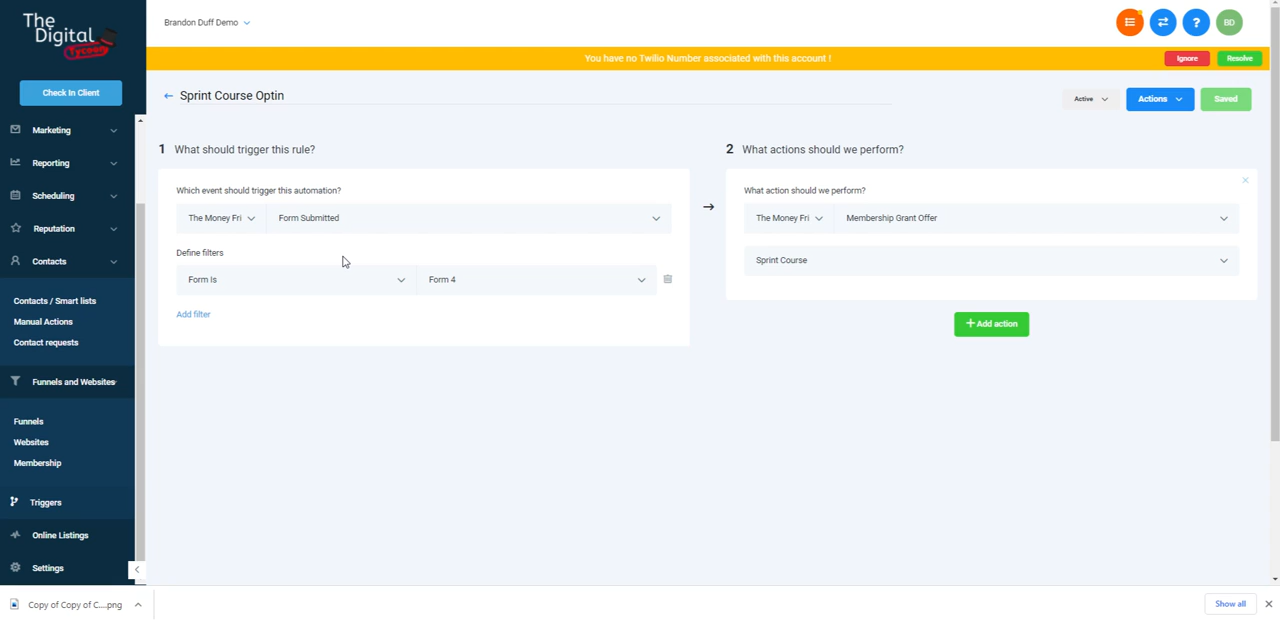 The
Digital
Tycoon
Brandon Duff Demo
BD
You have no Twilio Number associated with this account !
Ignore
Resolve
Check In Client
Marketing
Reporting
Scheduling
Reputation
Contacts
Contacts / Smart lists
Manual Actions
Contact requests
Funnels and Websites
Funnels
Websites
Membership
Triggers
Online Listings
Settings
← Sprint Course Optin
Active
Actions
Saved
1 What should trigger this rule?
Which event should trigger this automation?
The Money Fri
Form Submitted
Define filters
Form Is
Form 4
Add filter
→
2 What actions should we perform?
What action should we perform?
The Money Fri
Membership Grant Offer
Sprint Course
+ Add action
Copy of Copy of C....png
Show all